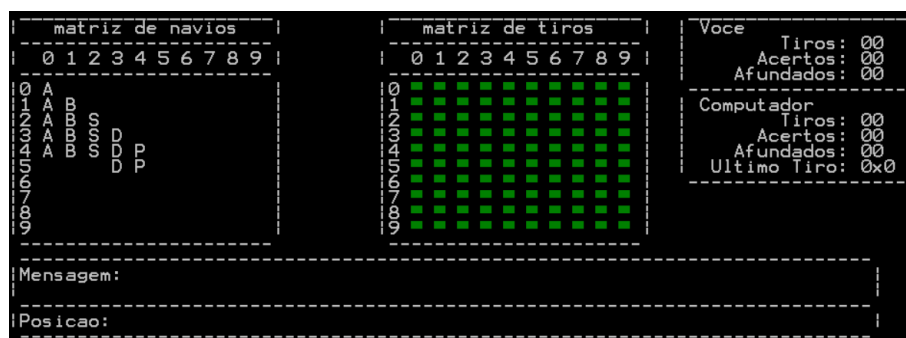 matriz de navios
0 1 2 3 4 5 6 7 8 9
0 A
1 A B
2 A B S
3 A B S D
4 A B S D P
5 D P
6
7
8
9
matriz de tiros
0 1 2 3 4 5 6 7 8 9
0
1
2
3
4
5
6
7
8
9
Voce
Tiros: 00
Acertos: 00
Afundados: 00
Computador
Tiros: 00
Acertos: 00
Afundados: 00
Ultimo Tiro: 0x0
Mensagem:
Posicao: